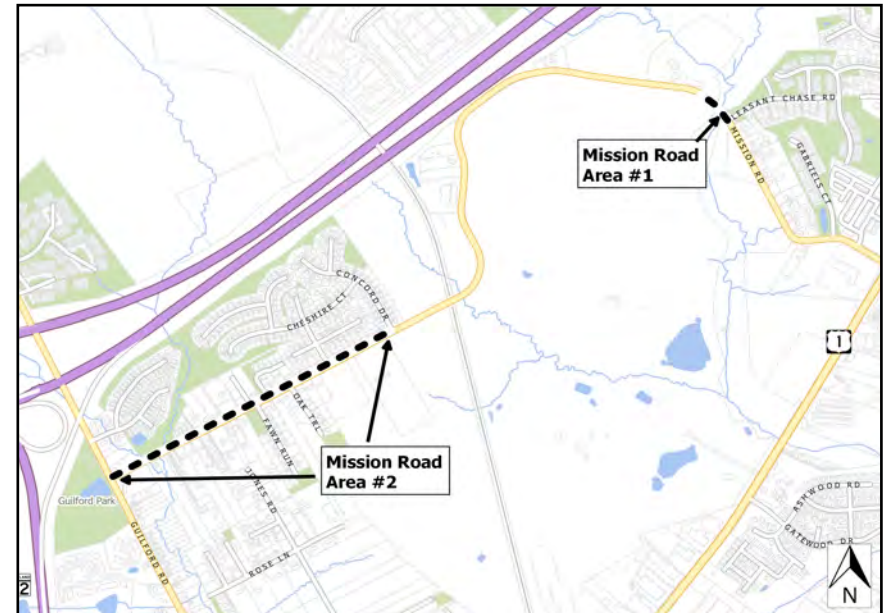 PLEASANT CHASE RD
Mission Road
Area #1
MISSION RD
GABRIELS CT
CONCORD DR
CHESHIRE CT
1
OAK TRL
FAWN RUN
Mission Road
Area #2
JONES RD
Guilford Park
GUILFORD RD
ROSE LN
ASHWOOD RD
GATEWOOD DR
2
N